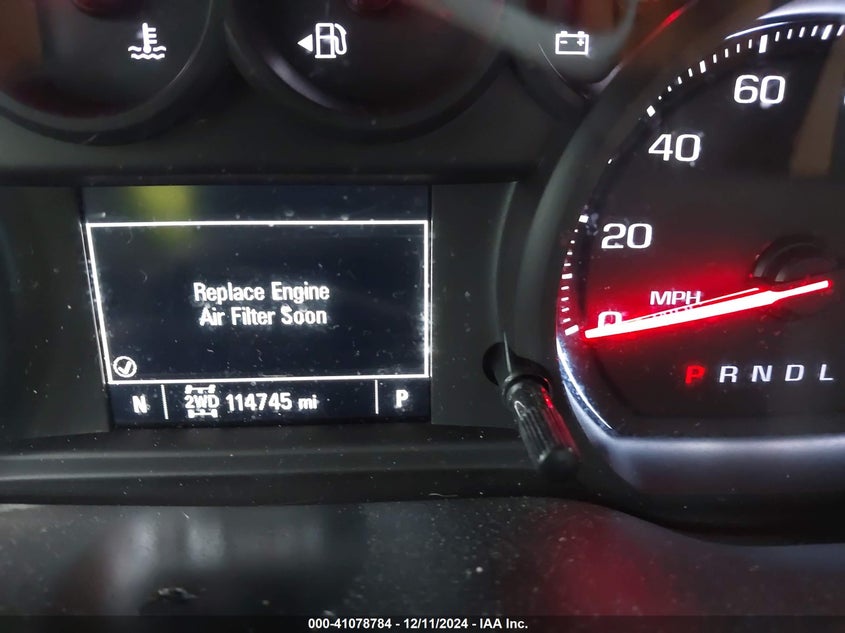 60
40
20
MPH
0
P R N D L
Replace Engine
Air Filter Soon
N 2WD 114745 mi P
000-41078784 - 12/11/2024 - IAA Inc.